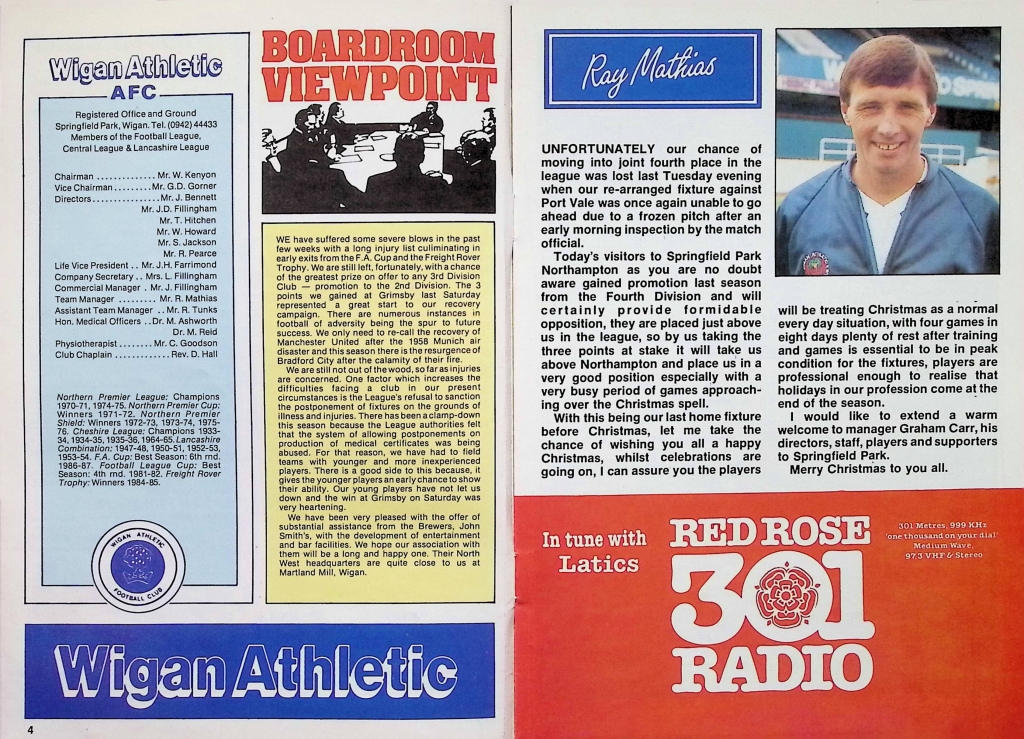 Wigan Athletic
AFC
Registered Office and Ground
Springfield Park, Wigan. Tel. (0942) 44433
Members of the Football League,
Central League & Lancashire League
Chairman .............. Mr. W. Kenyon
Vice Chairman......... Mr. G.D. Gorner
Directors............... Mr. J. Bennett
Mr. J.D. Fillingham
Mr. T. Hitchen
Mr. W. Howard
Mr. S. Jackson
Mr. R. Pearce
Life Vice President .. Mr. J.H. Farrimond
Company Secretary .. Mrs. L. Fillingham
Commercial Manager . Mr. J. Fillingham
Team Manager ......... Mr. R. Mathias
Assistant Team Manager .. Mr. R. Tunks
Hon. Medical Officers .. Dr. M. Ashworth
Dr. M. Reid
Physiotherapist ...... Mr. C. Goodson
Club Chaplain ............ Rev. D. Hall
Northern Premier League: Champions
1970-71, 1974-75. Northern Premier Cup:
Winners 1971-72. Northern Premier
Shield: Winners 1972-73, 1973-74, 1975-
76. Cheshire League: Champions 1933-
34, 1934-35, 1935-36, 1964-65. Lancashire
Combination: 1947-48, 1950-51, 1952-53,
1953-54. F.A. Cup: Best Season: 6th rnd.
1986-87. Football League Cup: Best
Season: 4th rnd. 1981-82. Freight Rover
Trophy: Winners 1984-85.
WIGAN ATHLETIC
FOOTBALL CLUB
BOARDROOM
VIEWPOINT
WE have suffered some severe blows in the past
few weeks with a long injury list culiminating in
early exits from the F.A. Cup and the Freight Rover
Trophy. We are still left, fortunately, with a chance
of the greatest prize on offer to any 3rd Division
Club — promotion to the 2nd Division. The 3
points we gained at Grimsby last Saturday
represented a great start to our recovery
campaign. There are numerous instances in
football of adversity being the spur to future
success. We only need to re-call the recovery of
Manchester United after the 1958 Munich air
disaster and this season there is the resurgence of
Bradford City after the calamity of their fire.
We are still not out of the wood, so far as injuries
are concerned. One factor which increases the
difficulties facing a club in our present
circumstances is the League's refusal to sanction
the postponement of fixtures on the grounds of
illness and injuries. There has been a clamp-down
this season because the League authorities felt
that the system of allowing postponements on
production of medical certificates was being
abused. For that reason, we have had to field
teams with younger and more inexperienced
players. There is a good side to this because, it
gives the younger players an early chance to show
their ability. Our young players have not let us
down and the win at Grimsby on Saturday was
very heartening.
We have been very pleased with the offer of
substantial assistance from the Brewers, John
Smith's, with the development of entertainment
and bar facilities. We hope our association with
them will be a long and happy one. Their North
West headquarters are quite close to us at
Martland Mill, Wigan.
Wigan Athletic
4
Ray Mathias
UNFORTUNATELY our chance of
moving into joint fourth place in the
league was lost last Tuesday evening
when our re-arranged fixture against
Port Vale was once again unable to go
ahead due to a frozen pitch after an
early morning inspection by the match
official.
Today's visitors to Springfield Park
Northampton as you are no doubt
aware gained promotion last season
from the Fourth Division and will
certainly provide formidable
opposition, they are placed just above
us in the league, so by us taking the
three points at stake it will take us
above Northampton and place us in a
very good position especially with a
very busy period of games approach-
ing over the Christmas spell.
With this being our last home fixture
before Christmas, let me take the
chance of wishing you all a happy
Christmas, whilst celebrations are
going on, I can assure you the players
will be treating Christmas as a normal
every day situation, with four games in
eight days plenty of rest after training
and games is essential to be in peak
condition for the fixtures, players are
professional enough to realise that
holidays in our profession come at the
end of the season.
I would like to extend a warm
welcome to manager Graham Carr, his
directors, staff, players and supporters
to Springfield Park.
Merry Christmas to you all.
In tune with
Latics
RED ROSE
301
RADIO
301 Metres, 999 KHz
'one thousand on your dial'
Medium Wave,
97.3 VHF & Stereo